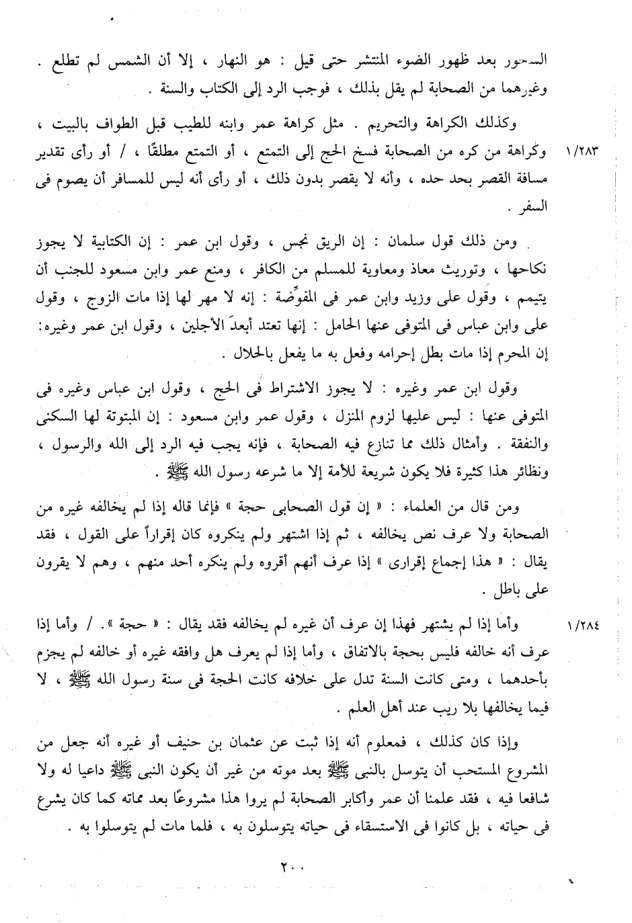 السحور بعد ظهور الضوء المنتشر حتى قيل : هو النهار ، إلا أن الشمس لم تطلع .
وغيرهما من الصحابة لم يقل بذلك ، فوجب الرد إلى الكتاب والسنة .
وكذلك الكراهة والتحريم . مثل كراهة عمر وابنه للطيب قبل الطواف بالبيت ،
١/٢٨٣ وكراهة من كره من الصحابة فسخ الحج إلى التمتع ، أو التمتع مطلقًا ، / أو رأى تقدير
مسافة القصر بحد حده ، وأنه لا يقصر بدون ذلك ، أو رأى أنه ليس للمسافر أن يصوم فى
السفر .
ومن ذلك قول سلمان : إن الريق نجس ، وقول ابن عمر : إن الكتابية لا يجوز
نكاحها ، وتوريث معاذ ومعاوية للمسلم من الكافر ، ومنع عمر وابن مسعود للجنب أن
يتيمم ، وقول على وزيد وابن عمر فى المفوِّضة : إنه لا مهر لها إذا مات الزوج ، وقول
على وابن عباس فى المتوفى عنها الحامل : إنها تعتد أبعدَ الأجلين ، وقول ابن عمر وغيره:
إن المحرم إذا مات بطل إحرامه وفعل به ما يفعل بالحلال .
وقول ابن عمر وغيره : لا يجوز الاشتراط فى الحج ، وقول ابن عباس وغيره فى
المتوفى عنها : ليس عليها لزوم المنزل ، وقول عمر وابن مسعود : إن المبتوتة لها السكنى
والنفقة . وأمثال ذلك مما تنازع فيه الصحابة ، فإنه يجب فيه الرد إلى الله والرسول ،
ونظائر هذا كثيرة فلا يكون شريعة للأمة إلا ما شرعه رسول الله ﷺ .
ومن قال من العلماء : « إن قول الصحابى حجة » فإنما قاله إذا لم يخالفه غيره من
الصحابة ولا عرف نص يخالفه ، ثم إذا اشتهر ولم ينكروه كان إقراراً على القول ، فقد
يقال : « هذا إجماع إقرارى » إذا عرف أنهم أقروه ولم ينكره أحد منهم ، وهم لا يقرون
على باطل .
١/٢٨٤ وأما إذا لم يشتهر فهذا إن عرف أن غيره لم يخالفه فقد يقال : « حجة ». / وأما إذا
عرف أنه خالفه فليس بحجة بالاتفاق ، وأما إذا لم يعرف هل وافقه غيره أو خالفه لم يجزم
بأحدهما ، ومتى كانت السنة تدل على خلافه كانت الحجة فى سنة رسول الله ﷺ ، لا
فيما يخالفها بلا ريب عند أهل العلم .
وإذا كان كذلك ، فمعلوم أنه إذا ثبت عن عثمان بن حنيف أو غيره أنه جعل من
المشروع المستحب أن يتوسل بالنبى ﷺ بعد موته من غير أن يكون النبى ﷺ داعيا له ولا
شافعا فيه ، فقد علمنا أن عمر وأكابر الصحابة لم يروا هذا مشروعًا بعد مماته كما كان يشرع
فى حياته ، بل كانوا فى الاستسقاء فى حياته يتوسلون به ، فلما مات لم يتوسلوا به .
٢٠٠